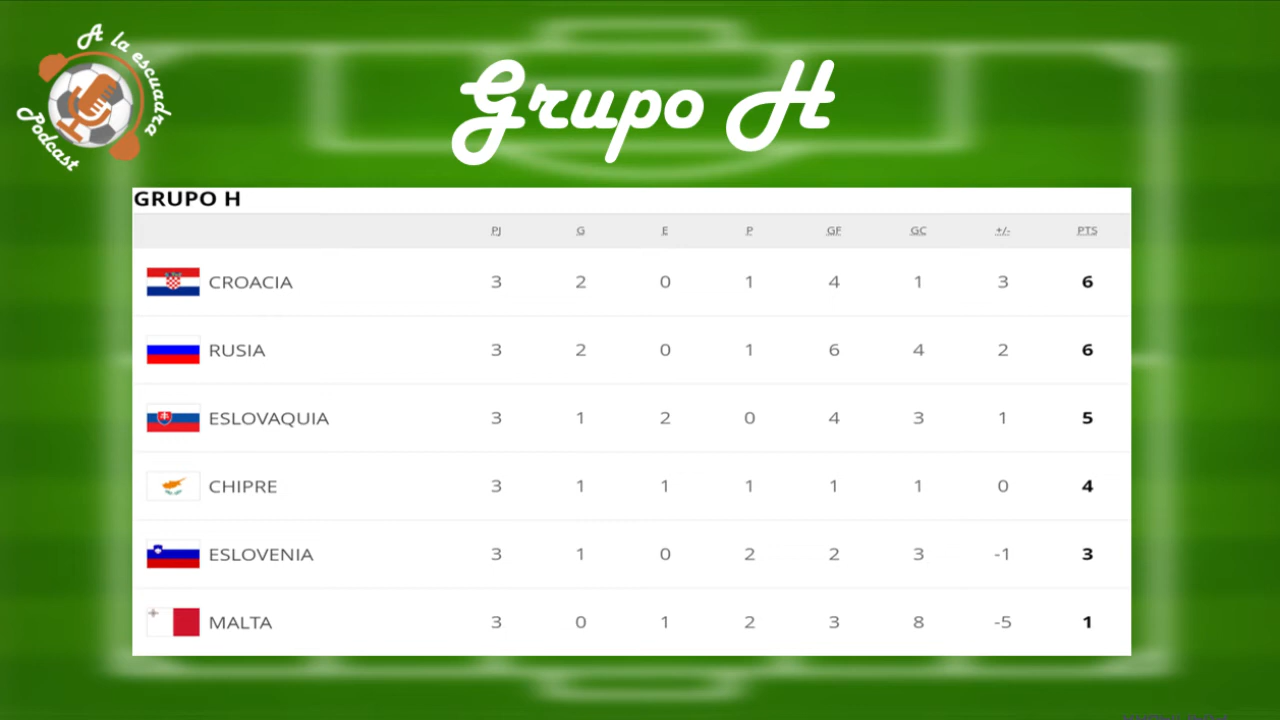 A la escuadra
Podcast
Grupo H
GRUPO H
PJ G E P GF GC +/- PTS
CROACIA 3 2 0 1 4 1 3 6
RUSIA 3 2 0 1 6 4 2 6
ESLOVAQUIA 3 1 2 0 4 3 1 5
CHIPRE 3 1 1 1 1 1 0 4
ESLOVENIA 3 1 0 2 2 3 -1 3
MALTA 3 0 1 2 3 8 -5 1